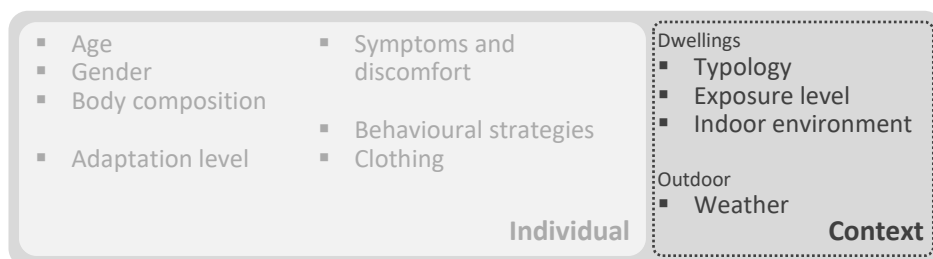 ▪ Age
▪ Gender
▪ Body composition
▪ Adaptation level
▪ Symptoms and
discomfort
▪ Behavioural strategies
▪ Clothing
Individual
Dwellings
▪ Typology
▪ Exposure level
▪ Indoor environment
Outdoor
▪ Weather
Context